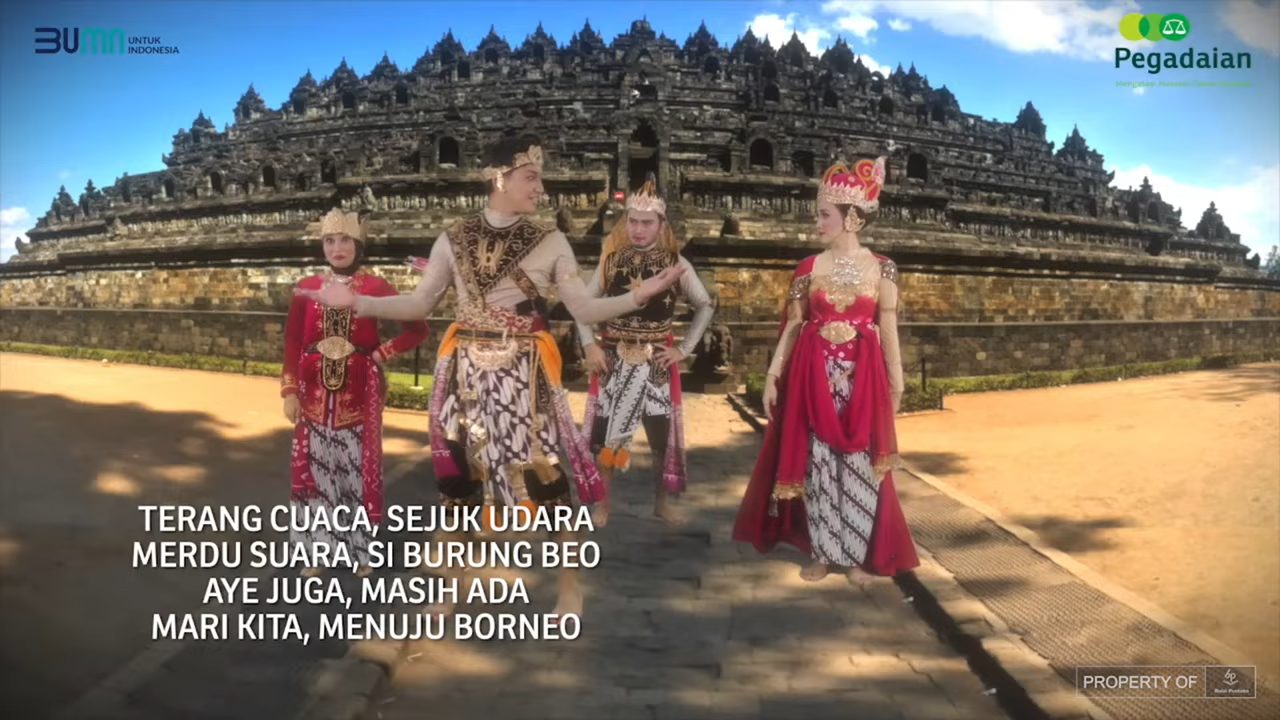 BUMN UNTUK
INDONESIA
Pegadaian
TERANG CUACA, SEJUK UDARA
MERDU SUARA, SI BURUNG BEO
AYE JUGA, MASIH ADA
MARI KITA, MENUJU BORNEO
PROPERTY OF